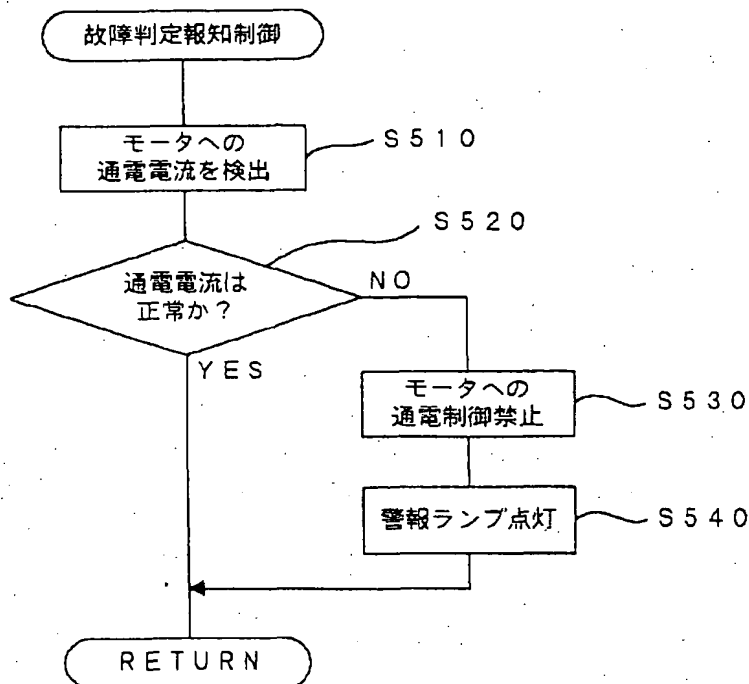 故障判定報知制御
モータへの
通電電流を検出
S510
S520
通電電流は
正常か?
NO
YES
モータへの
通電制御禁止
S530
警報ランプ点灯
S540
RETURN